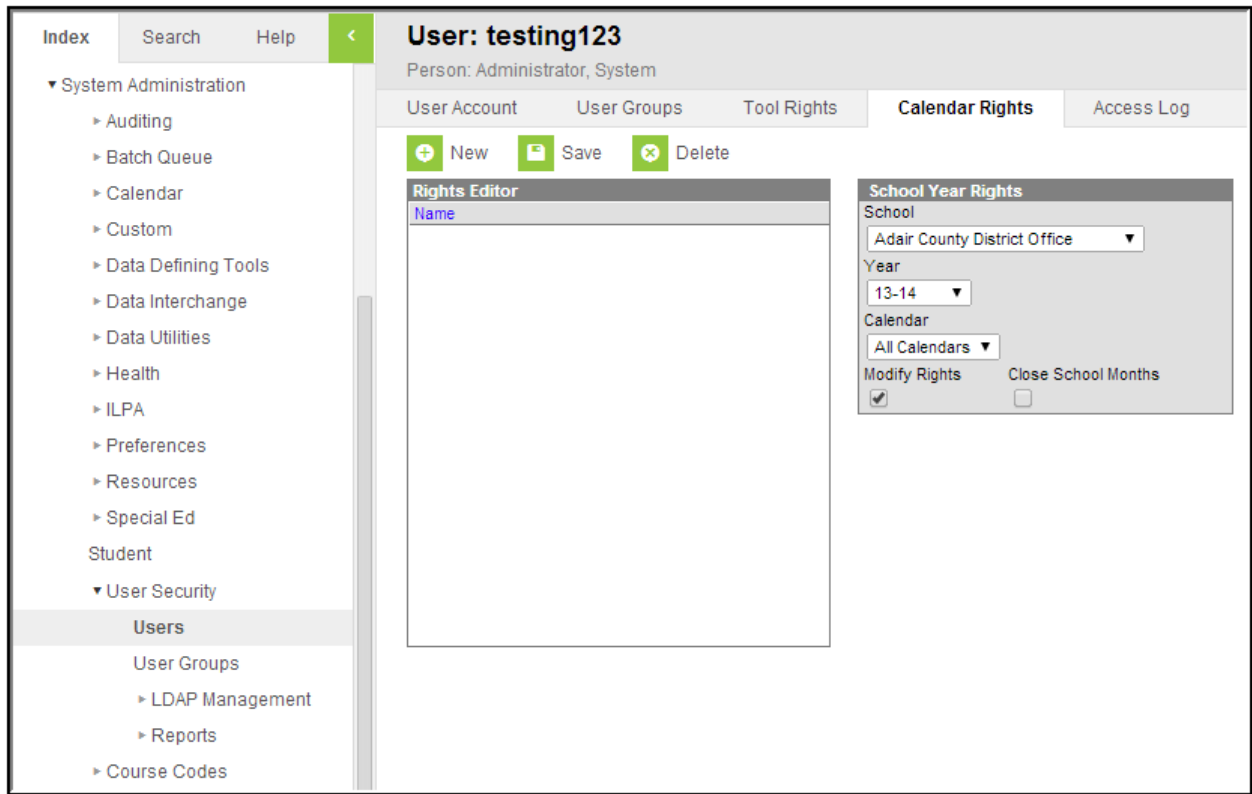 Index Search Help
System Administration
Auditing
Batch Queue
Calendar
Custom
Data Defining Tools
Data Interchange
Data Utilities
Health
ILPA
Preferences
Resources
Special Ed
Student
User Security
Users
User Groups
LDAP Management
Reports
Course Codes
User: testing123
Person: Administrator, System
User Account User Groups Tool Rights Calendar Rights Access Log
New Save Delete
Rights Editor
Name
School Year Rights
School
Adair County District Office
Year
13-14
Calendar
All Calendars
Modify Rights Close School Months